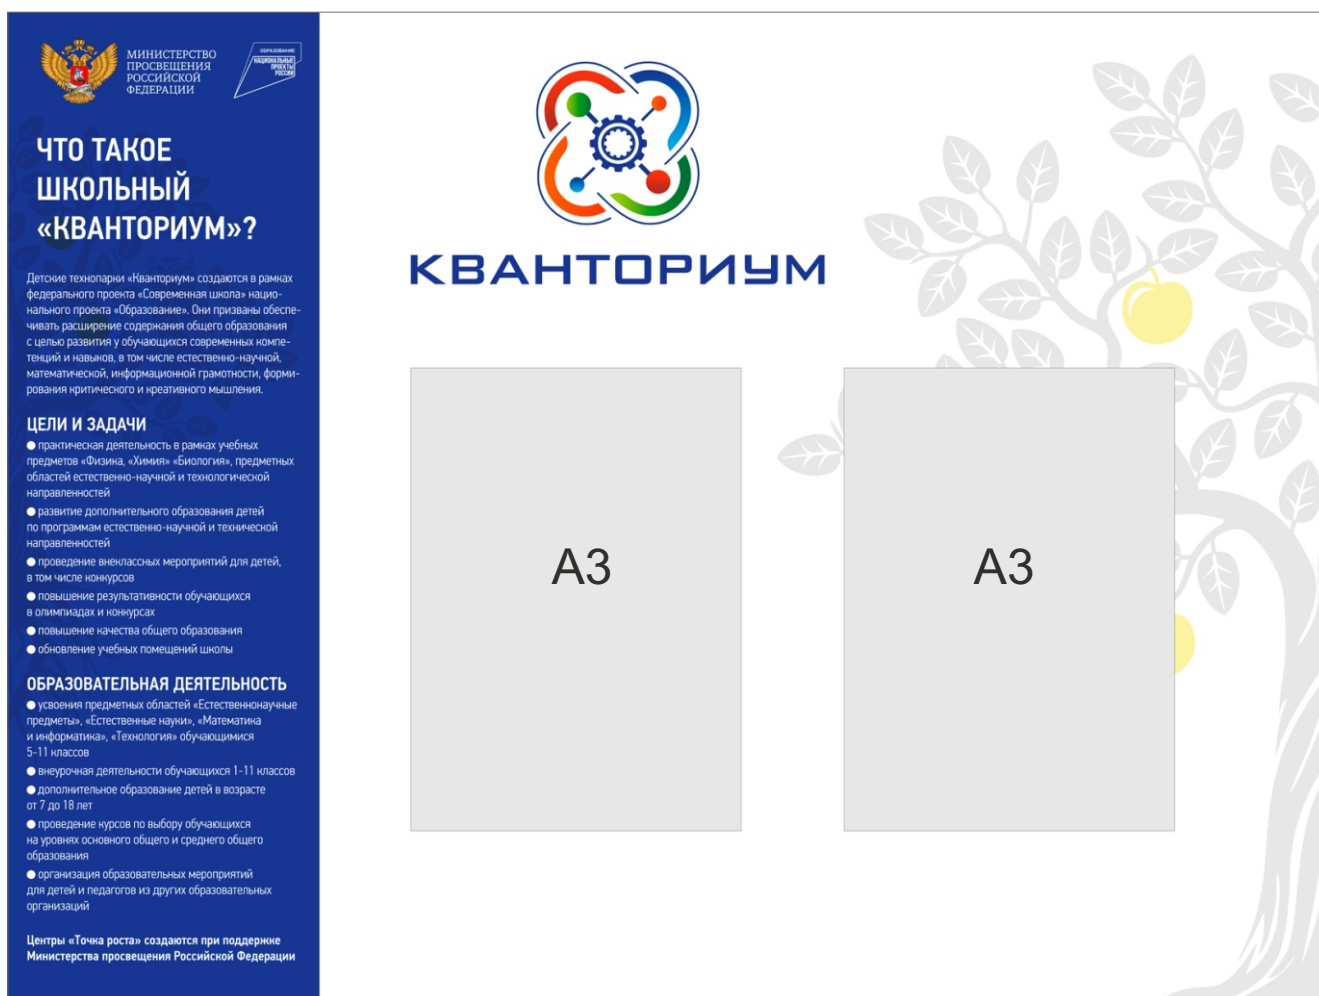 МИНИСТЕРСТВО
ПРОСВЕЩЕНИЯ
РОССИЙСКОЙ
ФЕДЕРАЦИИ
ОБРАЗОВАНИЕ
НАЦИОНАЛЬНЫЕ
ПРОЕКТЫ
РОССИИ
ЧТО ТАКОЕ
ШКОЛЬНЫЙ
«КВАНТОРИУМ»?
Детские технопарки «Кванториум» создаются в рамках
федерального проекта «Современная школа» нацио-
нального проекта «Образование». Они призваны обеспе-
чивать расширение содержания общего образования
с целью развития у обучающихся современных компе-
тенций и навыков, в том числе естественно-научной,
математической, информационной грамотности, форми-
рования критического и креативного мышления.
ЦЕЛИ И ЗАДАЧИ
● практическая деятельность в рамках учебных
предметов «Физика, «Химия» «Биология», предметных
областей естественно-научной и технологической
направленностей
● развитие дополнительного образования детей
по программам естественно-научной и технической
направленностей
● проведение внеклассных мероприятий для детей,
в том числе конкурсов
● повышение результативности обучающихся
в олимпиадах и конкурсах
● повышение качества общего образования
● обновление учебных помещений школы
ОБРАЗОВАТЕЛЬНАЯ ДЕЯТЕЛЬНОСТЬ
● усвоения предметных областей «Естественнонаучные
предметы», «Естественные науки», «Математика
и информатика», «Технология» обучающимися
5-11 классов
● внеурочная деятельности обучающихся 1-11 классов
● дополнительное образование детей в возрасте
от 7 до 18 лет
● проведение курсов по выбору обучающихся
на уровнях основного общего и среднего общего
образования
● организация образовательных мероприятий
для детей и педагогов из других образовательных
организаций
Центры «Точка роста» создаются при поддержке
Министерства просвещения Российской Федерации
КВАНТОРИУМ
А3
А3